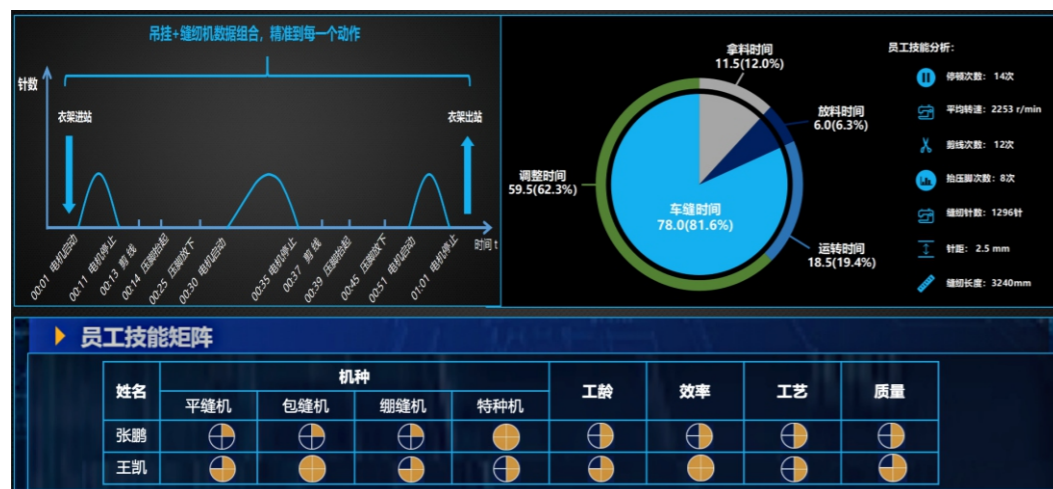 吊挂+缝纫机数据组合，精准到每一个动作
针数
衣架进站
衣架出站
00:01 电机启动
00:11 电机停止
00:13 剪 线
00:14 压脚抬起
00:25 压脚放下
00:30 电机启动
00:35 电机停止
00:37 剪 线
00:39 压脚抬起
00:45 压脚放下
00:51 电机启动
01:01 电机停止
时间 t
拿料时间
11.5(12.0%)
放料时间
6.0(6.3%)
调整时间
59.5(62.3%)
车缝时间
78.0(81.6%)
运转时间
18.5(19.4%)
员工技能分析：
停顿次数： 14次
平均转速： 2253 r/min
剪线次数： 12次
抬压脚次数： 8次
缝纫针数： 1296针
针距： 2.5 mm
缝纫长度： 3240mm
员工技能矩阵
姓名 机种 工龄 效率 工艺 质量
平缝机 包缝机 绷缝机 特种机
张鹏
王凯